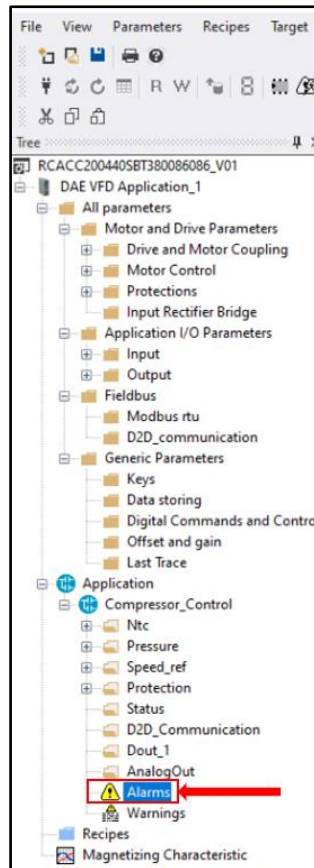 File View Parameters Recipes Target
R W
Tree
RCACC200440SBT380086086_V01
DAE VFD Application_1
All parameters
Motor and Drive Parameters
Drive and Motor Coupling
Motor Control
Protections
Input Rectifier Bridge
Application I/O Parameters
Input
Output
Fieldbus
Modbus rtu
D2D_communication
Generic Parameters
Keys
Data storing
Digital Commands and Contro
Offset and gain
Last Trace
Application
Compressor_Control
Ntc
Pressure
Speed_ref
Protection
Status
D2D_Communication
Dout_1
AnalogOut
Alarms
Warnings
Recipes
Magnetizing Characteristic